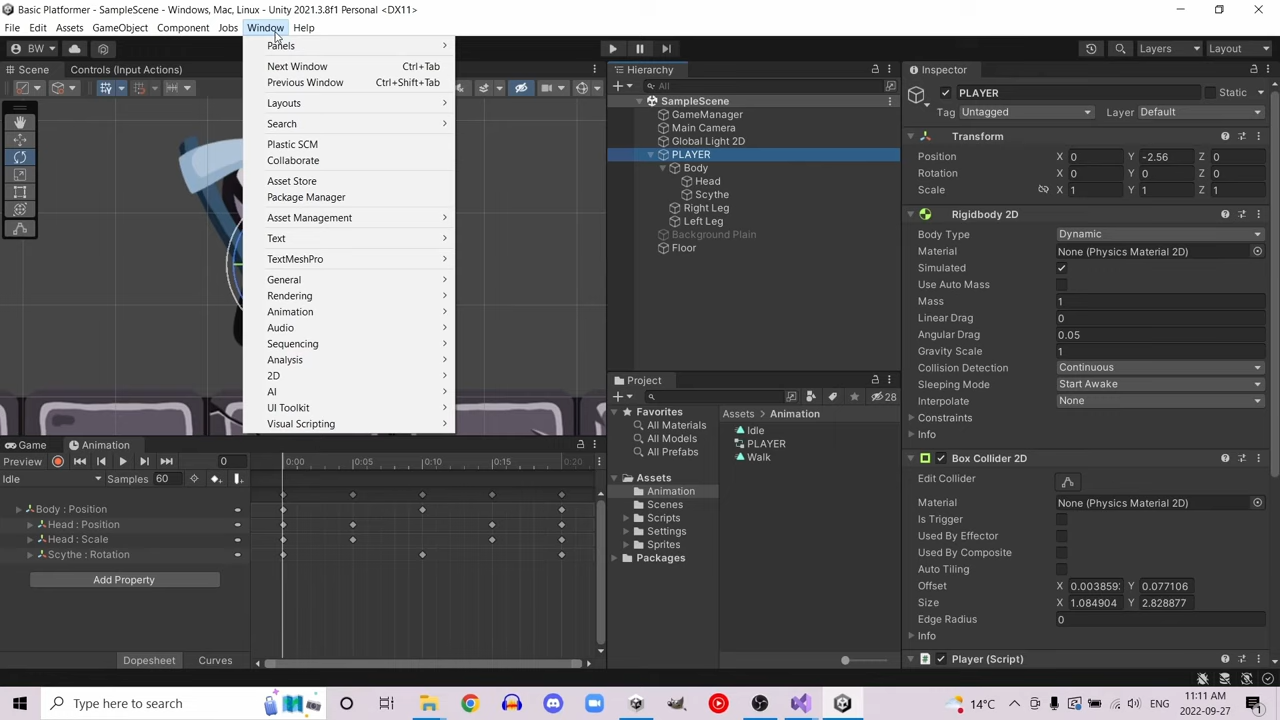 Basic Platformer - SampleScene - Windows, Mac, Linux - Unity 2021.3.8f1 Personal <DX11>
File Edit Assets GameObject Component Jobs Window Help
BW Layers Layout
Scene Controls (Input Actions)
Panels
Next Window Ctrl+Tab
Previous Window Ctrl+Shift+Tab
Layouts
Search
Plastic SCM
Collaborate
Asset Store
Package Manager
Asset Management
Text
TextMeshPro
General
Rendering
Animation
Audio
Sequencing
Analysis
2D
AI
UI Toolkit
Visual Scripting
Hierarchy
All
SampleScene
GameManager
Main Camera
Global Light 2D
PLAYER
Body
Head
Scythe
Right Leg
Left Leg
Background Plain
Floor
Inspector
PLAYER Static
Tag Untagged Layer Default
Transform
Position X 0 Y -2.56 Z 0
Rotation X 0 Y 0 Z 0
Scale X 1 Y 1 Z 1
Rigidbody 2D
Body Type Dynamic
Material None (Physics Material 2D)
Simulated
Use Auto Mass
Mass 1
Linear Drag 0
Angular Drag 0.05
Gravity Scale 1
Collision Detection Continuous
Sleeping Mode Start Awake
Interpolate None
Constraints
Info
Box Collider 2D
Edit Collider
Material None (Physics Material 2D)
Is Trigger
Used By Effector
Used By Composite
Auto Tiling
Offset X 0.003859 Y 0.077106
Size X 1.084904 Y 2.828877
Edge Radius 0
Info
Player (Script)
Project
28
Favorites
All Materials
All Models
All Prefabs
Assets
Animation
Scenes
Scripts
Settings
Sprites
Packages
Assets > Animation
Idle
PLAYER
Walk
Game Animation
Preview 0 0:00 0:05 0:10 0:15 0:20
Idle Samples 60
Body : Position
Head : Position
Head : Scale
Scythe : Rotation
Add Property
Dopesheet Curves
Type here to search
14°C
11:11 AM
2022-09-27
1